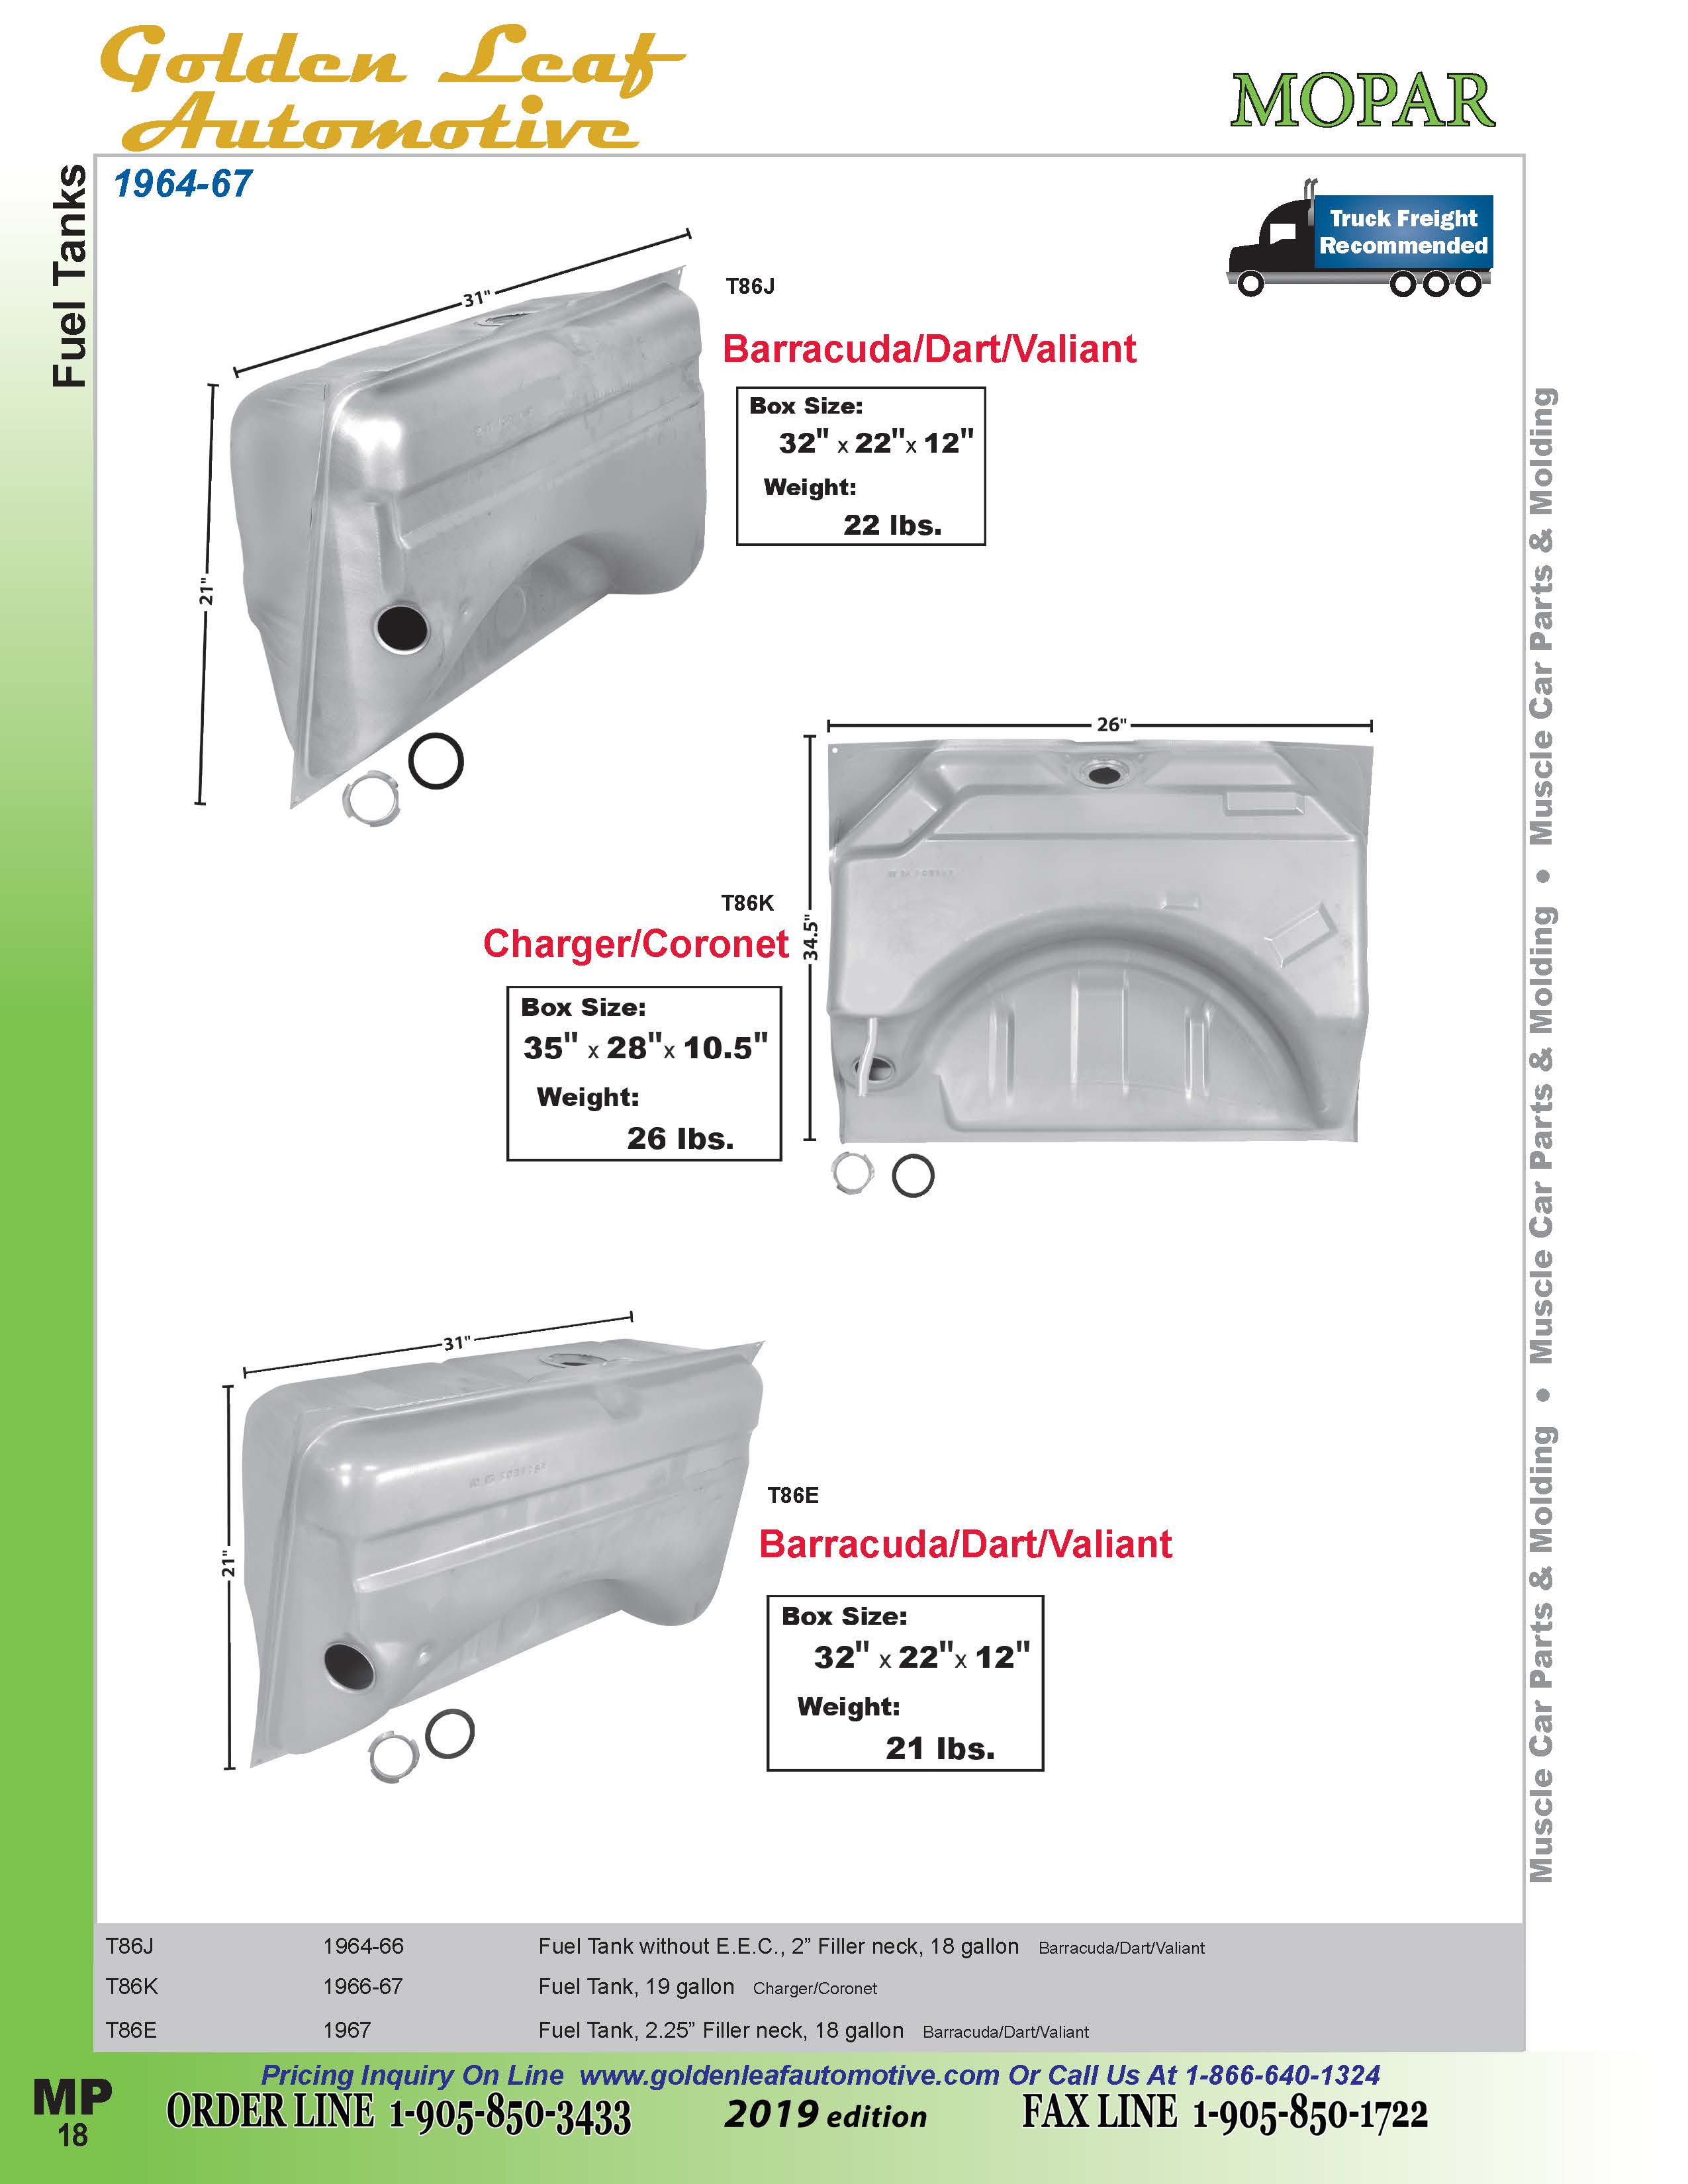 Golden Leaf
Automotive
MOPAR
Fuel Tanks
1964-67
Truck Freight
Recommended
31"
21"
T86J
Barracuda/Dart/Valiant
Box Size:
32" x 22"x 12"
Weight:
22 lbs.
26"
34.5"
T86K
Charger/Coronet
Box Size:
35" x 28"x 10.5"
Weight:
26 lbs.
31"
21"
T86E
Barracuda/Dart/Valiant
Box Size:
32" x 22"x 12"
Weight:
21 lbs.
Muscle Car Parts & Molding • Muscle Car Parts & Molding • Muscle Car Parts & Molding
T86J 1964-66 Fuel Tank without E.E.C., 2” Filler neck, 18 gallon Barracuda/Dart/Valiant
T86K 1966-67 Fuel Tank, 19 gallon Charger/Coronet
T86E 1967 Fuel Tank, 2.25” Filler neck, 18 gallon Barracuda/Dart/Valiant
Pricing Inquiry On Line www.goldenleafautomotive.com Or Call Us At 1-866-640-1324
MP
18
ORDER LINE 1-905-850-3433 2019 edition FAX LINE 1-905-850-1722